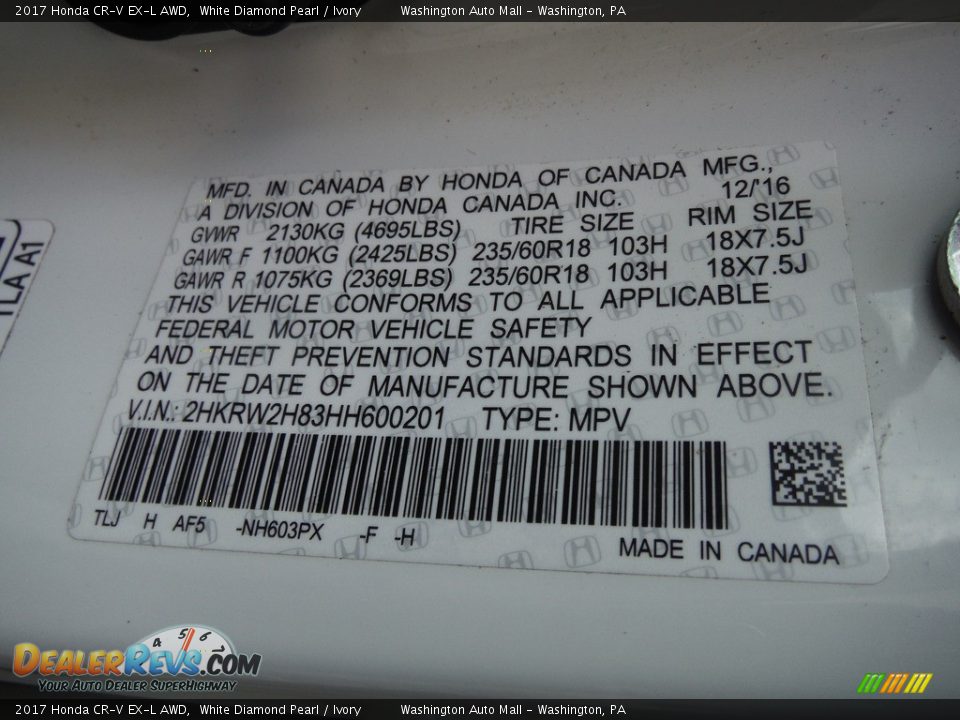 2017 Honda CR-V EX-L AWD, White Diamond Pearl / Ivory Washington Auto Mall - Washington, PA
MFD. IN CANADA BY HONDA OF CANADA MFG.,
A DIVISION OF HONDA CANADA INC. 12/'16
GVWR 2130KG (4695LBS) TIRE SIZE RIM SIZE
GAWR F 1100KG (2425LBS) 235/60R18 103H 18X7.5J
GAWR R 1075KG (2369LBS) 235/60R18 103H 18X7.5J
THIS VEHICLE CONFORMS TO ALL APPLICABLE
FEDERAL MOTOR VEHICLE SAFETY
AND THEFT PREVENTION STANDARDS IN EFFECT
ON THE DATE OF MANUFACTURE SHOWN ABOVE.
V.I.N.: 2HKRW2H83HH600201 TYPE: MPV
TLJ H AF5 -NH603PX -F -H
MADE IN CANADA
TLA A1
4 5 6
DEALERREVS.COM
YOUR AUTO DEALER SUPERHIGHWAY
2017 Honda CR-V EX-L AWD, White Diamond Pearl / Ivory Washington Auto Mall - Washington, PA